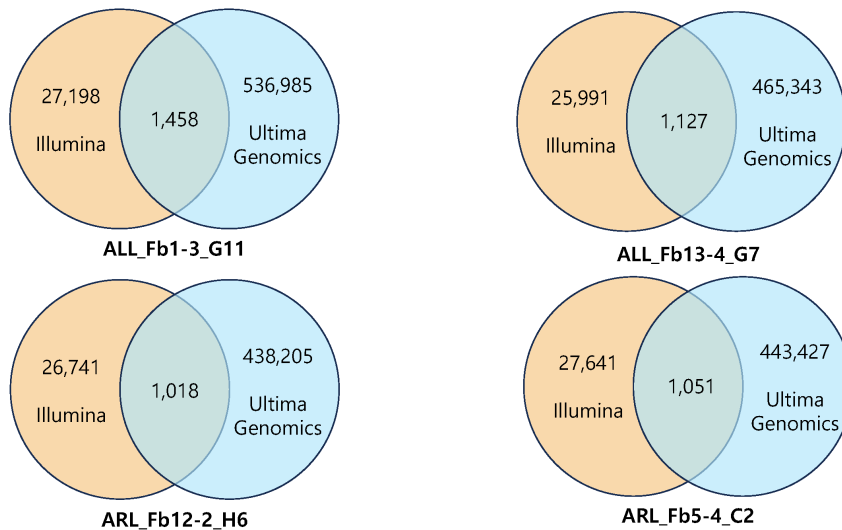 27,198
Illumina
1,458
536,985
Ultima
Genomics
ALL_Fb1-3_G11
25,991
Illumina
1,127
465,343
Ultima
Genomics
ALL_Fb13-4_G7
26,741
Illumina
1,018
438,205
Ultima
Genomics
ARL_Fb12-2_H6
27,641
Illumina
1,051
443,427
Ultima
Genomics
ARL_Fb5-4_C2